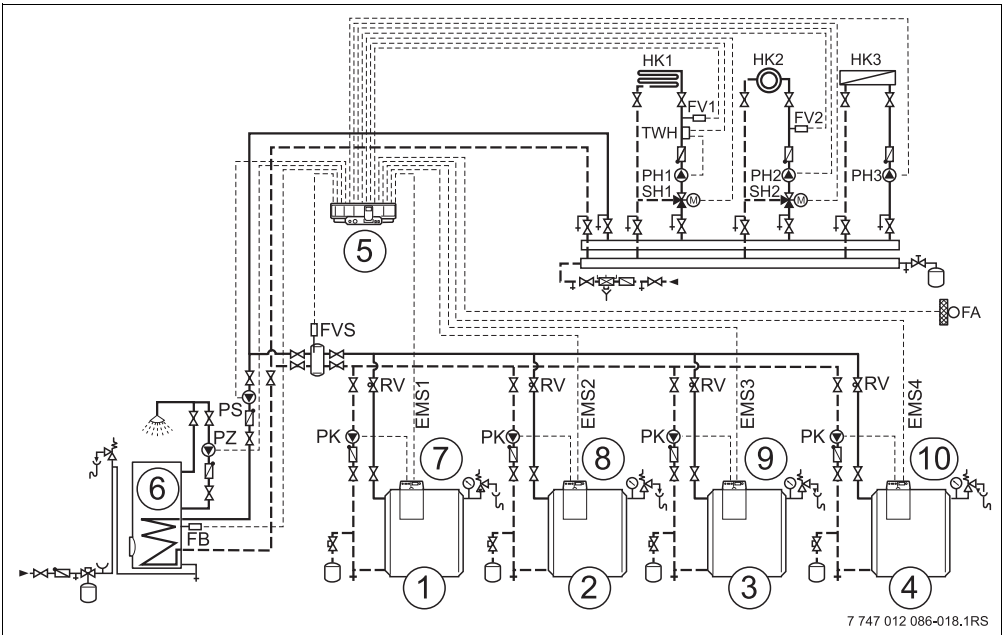 HK1
HK2
HK3
FV1
FV2
TWH
PH1
PH2
PH3
SH1
M
SH2
M
5
FA
FVS
RV
RV
RV
RV
EMS1
EMS2
EMS3
EMS4
PS
PZ
PK
PK
PK
PK
7
8
9
10
6
FB
1
2
3
4
7 747 012 086-018.1RS